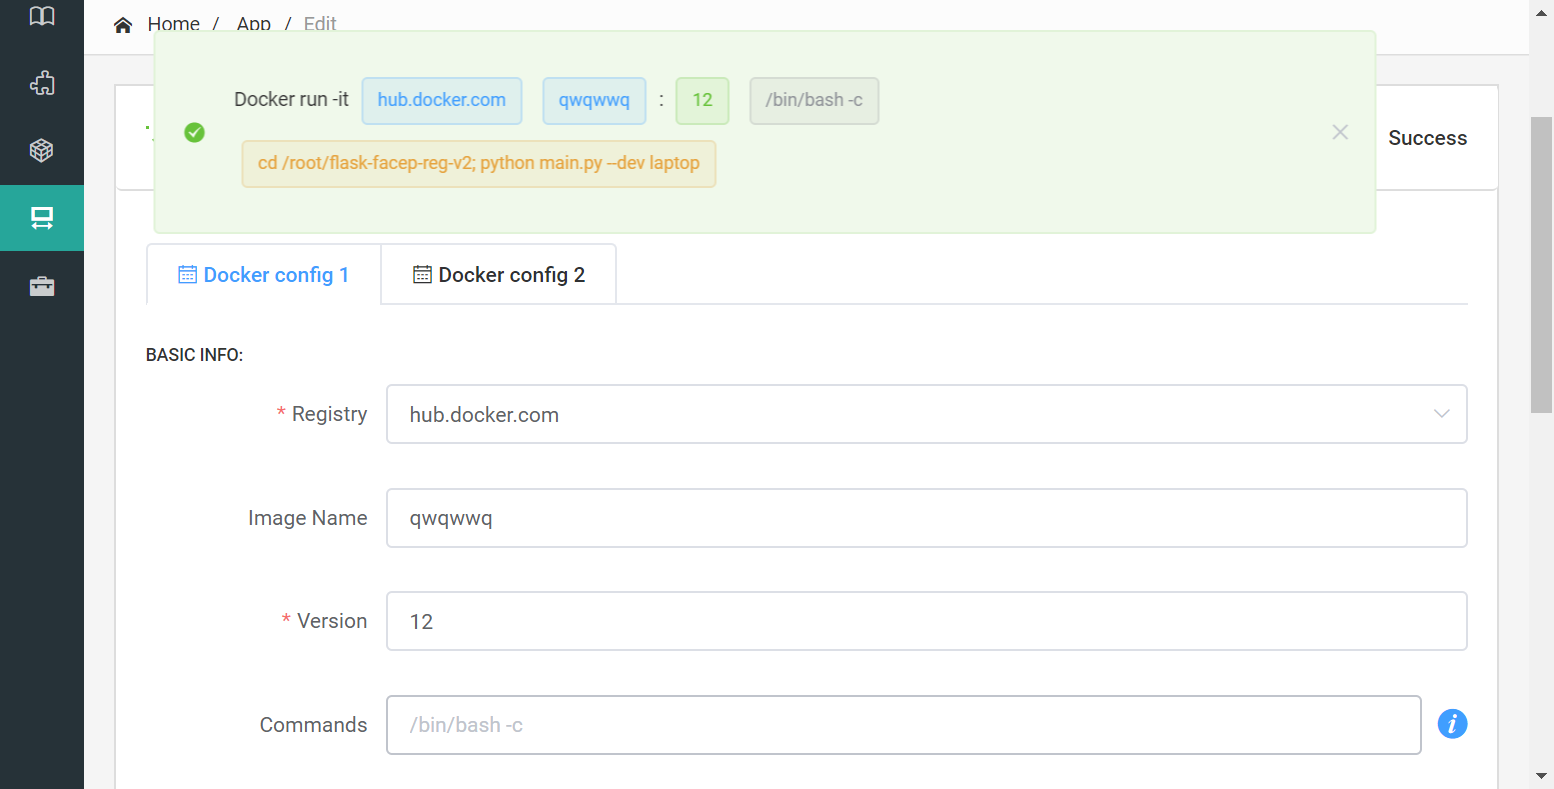 Home / App / Edit
Docker run -it hub.docker.com qwqwwq : 12 /bin/bash -c
cd /root/flask-facep-reg-v2; python main.py --dev laptop
Success
Docker config 1 Docker config 2
BASIC INFO:
* Registry hub.docker.com
Image Name qwqwwq
* Version 12
Commands /bin/bash -c